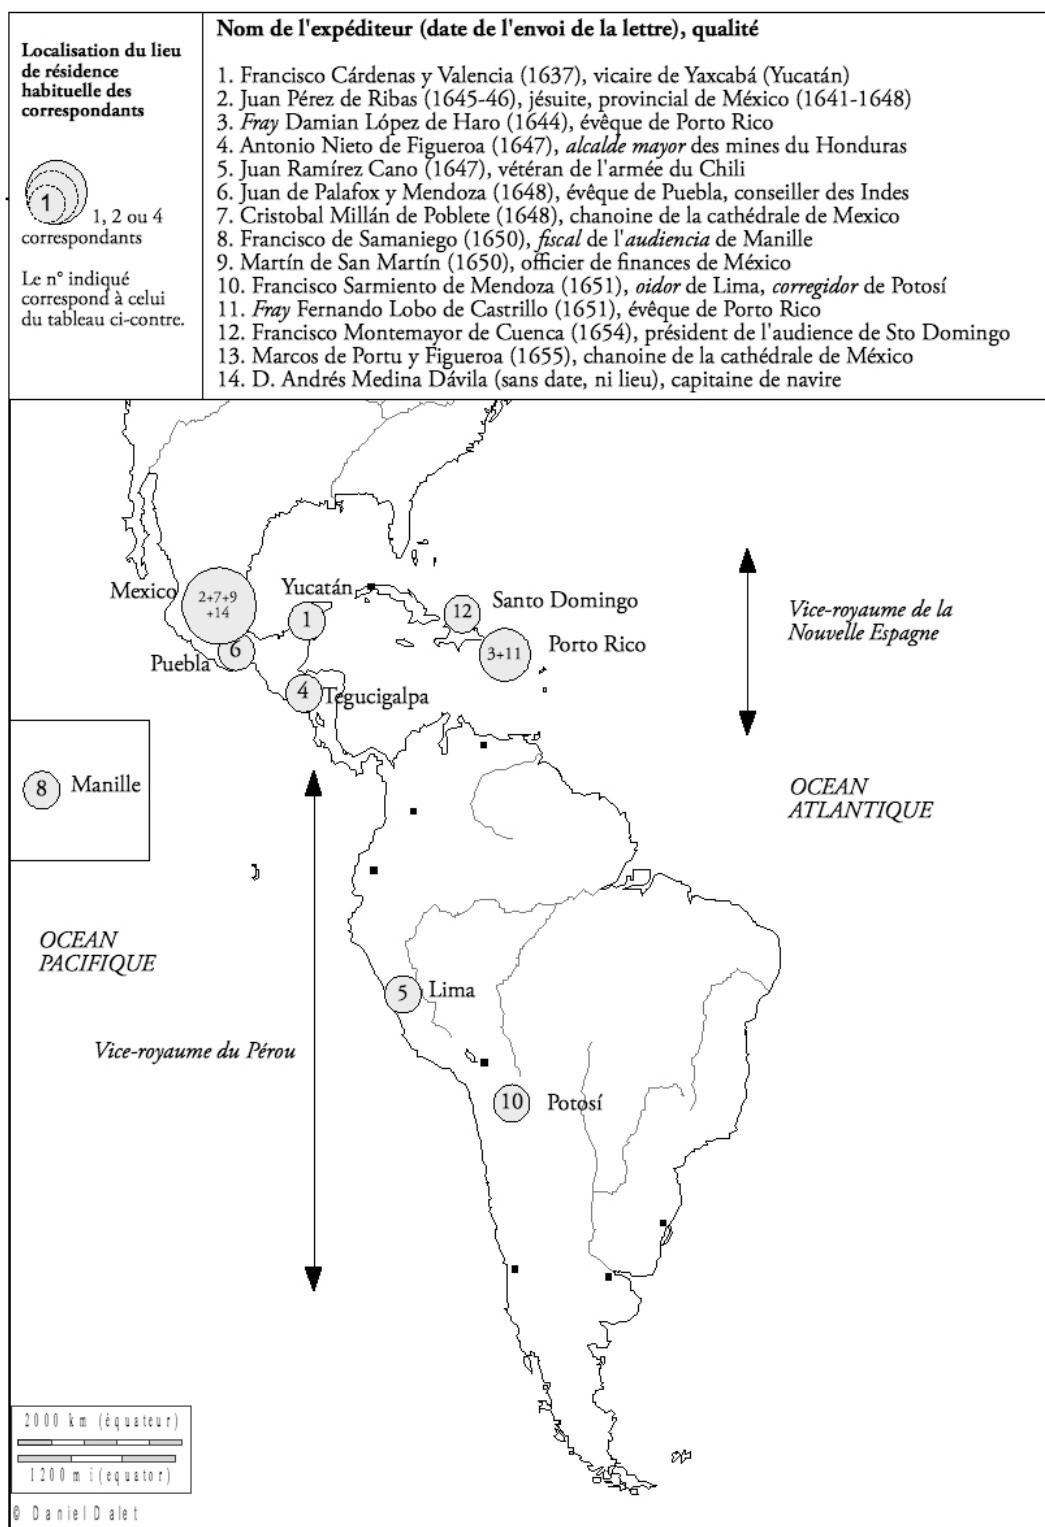 Localisation du lieu
de résidence
habituelle des
correspondants
1
1, 2 ou 4
correspondants
Le n° indiqué
correspond à celui
du tableau ci-contre.
Nom de l'expéditeur (date de l'envoi de la lettre), qualité
1. Francisco Cárdenas y Valencia (1637), vicaire de Yaxcabá (Yucatán)
2. Juan Pérez de Ribas (1645-46), jésuite, provincial de México (1641-1648)
3. Fray Damian López de Haro (1644), évêque de Porto Rico
4. Antonio Nieto de Figueroa (1647), alcalde mayor des mines du Honduras
5. Juan Ramírez Cano (1647), vétéran de l'armée du Chili
6. Juan de Palafox y Mendoza (1648), évêque de Puebla, conseiller des Indes
7. Cristobal Millán de Poblete (1648), chanoine de la cathédrale de Mexico
8. Francisco de Samaniego (1650), fiscal de l'audiencia de Manille
9. Martín de San Martín (1650), officier de finances de México
10. Francisco Sarmiento de Mendoza (1651), oidor de Lima, corregidor de Potosí
11. Fray Fernando Lobo de Castrillo (1651), évêque de Porto Rico
12. Francisco Montemayor de Cuenca (1654), président de l'audience de Sto Domingo
13. Marcos de Portu y Figueroa (1655), chanoine de la cathédrale de México
14. D. Andrés Medina Dávila (sans date, ni lieu), capitaine de navire
Mexico
2+7+9
+14
Yucatán
1
12
Santo Domingo
3+11
Porto Rico
Puebla
6
4
Tegucigalpa
Vice-royaume de la
Nouvelle Espagne
8
Manille
OCEAN
ATLANTIQUE
OCEAN
PACIFIQUE
5
Lima
Vice-royaume du Pérou
10
Potosí
2000 km (équateur)
1200 mi (equator)
© Daniel Dalet